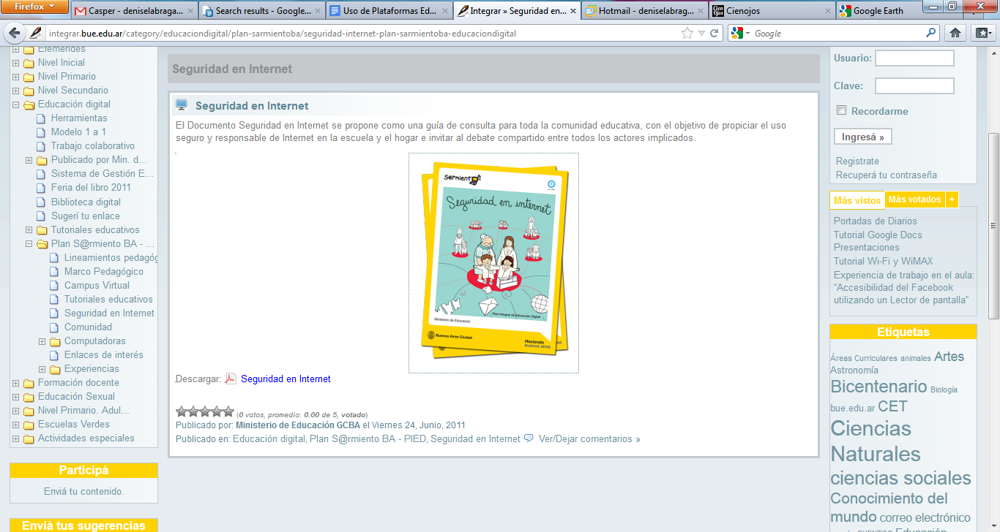 Firefox
Casper - deniselabraga...
Search results - Google...
Uso de Plataformas Ed...
Integrar » Seguridad en...
Hotmail - deniselabrag...
Cienojos
Google Earth
integrar.bue.edu.ar/category/educaciondigital/plan-sarmientoba/seguridad-internet-plan-sarmientoba-educaciondigital
Google
Efemérides
Nivel Inicial
Nivel Primario
Nivel Secundario
Educación digital
Herramientas
Modelo 1 a 1
Trabajo colaborativo
Publicado por Min. d...
Sistema de Gestión E...
Feria del libro 2011
Biblioteca digital
Sugerí tu enlace
Tutoriales educativos
Plan S@rmiento BA - ...
Lineamientos pedagóg
Marco Pedagógico
Campus Virtual
Tutoriales educativos
Seguridad en Internet
Comunidad
Computadoras
Enlaces de interés
Experiencias
Formación docente
Educación Sexual
Nivel Primario. Adul...
Escuelas Verdes
Actividades especiales
Participá
Enviá tu contenido.
Enviá tus sugerencias
Seguridad en Internet
Seguridad en Internet
El Documento Seguridad en Internet se propone como una guía de consulta para toda la comunidad educativa, con el objetivo de propiciar el uso
seguro y responsable de Internet en la escuela y el hogar e invitar al debate compartido entre todos los actores implicados.
sarmiento
Seguridad en internet
WWW
Plan Integral de Educación Digital
Ministerio de Educación
Buenos Aires Ciudad
Haciendo
buenos aires
Descargar: Seguridad en Internet
(0 votos, promedio: 0.00 de 5, votado)
Publicado por: Ministerio de Educación GCBA el Viernes 24, Junio, 2011
Publicado en: Educación digital, Plan S@rmiento BA - PIED, Seguridad en Internet Ver/Dejar comentarios »
Usuario:
Clave:
Recordarme
Ingresá »
Registrate
Recuperá tu contraseña
Más vistos Más votados +
Portadas de Diarios
Tutorial Google Docs
Presentaciones
Tutorial Wi-Fi y WiMAX
Experiencia de trabajo en el aula:
“Accesibilidad del Facebook
utilizando un Lector de pantalla”
Etiquetas
Áreas Curriculares animales Artes
Astronomía
Bicentenario Biología
bue.edu.ar CET
Ciencias
Naturales
ciencias sociales
Conocimiento del
mundo correo electrónico